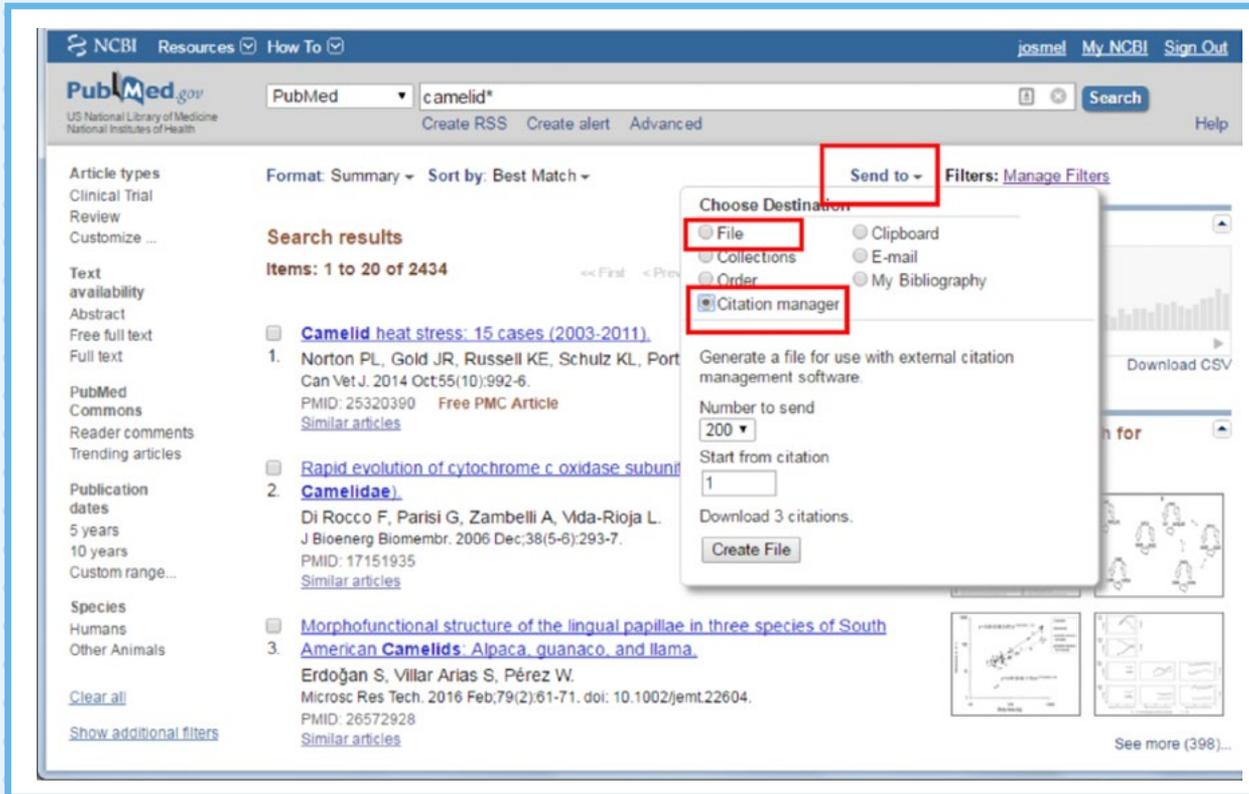 NCBI Resources How To josmel My NCBI Sign Out
PubMed.gov
US National Library of Medicine
National Institutes of Health
PubMed camelid* Search
Create RSS Create alert Advanced Help
Article types
Clinical Trial
Review
Customize ...
Text
availability
Abstract
Free full text
Full text
PubMed
Commons
Reader comments
Trending articles
Publication
dates
5 years
10 years
Custom range...
Species
Humans
Other Animals
Clear all
Show additional filters
Format: Summary Sort by: Best Match Send to Filters: Manage Filters
Search results
Items: 1 to 20 of 2434 << First < Prev
Camelid heat stress: 15 cases (2003-2011).
1. Norton PL, Gold JR, Russell KE, Schulz KL, Port
Can Vet J. 2014 Oct;55(10):992-6.
PMID: 25320390 Free PMC Article
Similar articles
Rapid evolution of cytochrome c oxidase subunit
2. Camelidae).
Di Rocco F, Parisi G, Zambelli A, Vida-Rioja L.
J Bioenerg Biomembr. 2006 Dec;38(5-6):293-7.
PMID: 17151935
Similar articles
Morphofunctional structure of the lingual papillae in three species of South
3. American Camelids: Alpaca, guanaco, and llama.
Erdoğan S, Villar Arias S, Pérez W.
Microsc Res Tech. 2016 Feb;79(2):61-71. doi: 10.1002/jemt.22604.
PMID: 26572928
Similar articles
Choose Destination
File Clipboard
Collections E-mail
Order My Bibliography
Citation manager
Generate a file for use with external citation
management software.
Number to send
200
Start from citation
1
Download 3 citations.
Create File
Download CSV
h for
See more (398)...